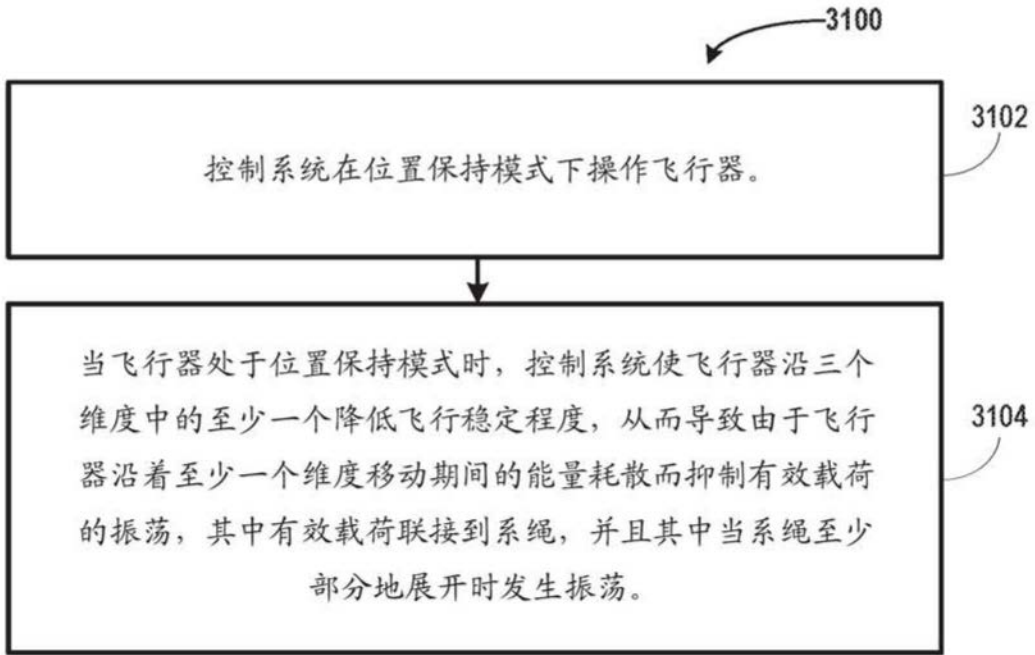 3100
3102
控制系统在位置保持模式下操作飞行器。
当飞行器处于位置保持模式时，控制系统使飞行器沿三个
维度中的至少一个降低飞行稳定程度，从而导致由于飞行
器沿着至少一个维度移动期间的能量耗散而抑制有效载荷
的振荡，其中有效载荷联接到系绳，并且其中当系绳至少
部分地展开时发生振荡。
3104